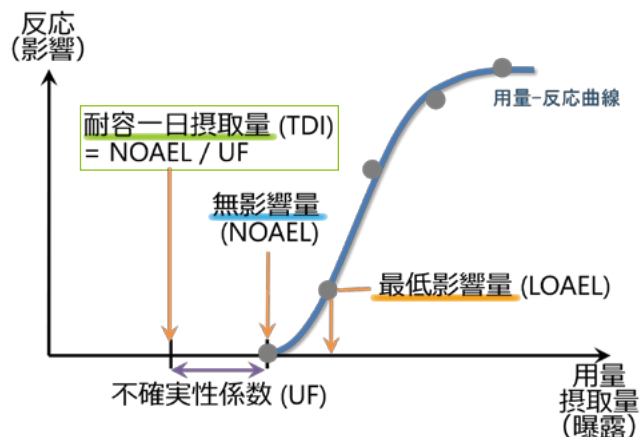 反応
（影響）
耐容一日摂取量 (TDI)
= NOAEL / UF
用量-反応曲線
無影響量
(NOAEL)
最低影響量 (LOAEL)
不確実性係数 (UF)
用量
摂取量
（曝露）